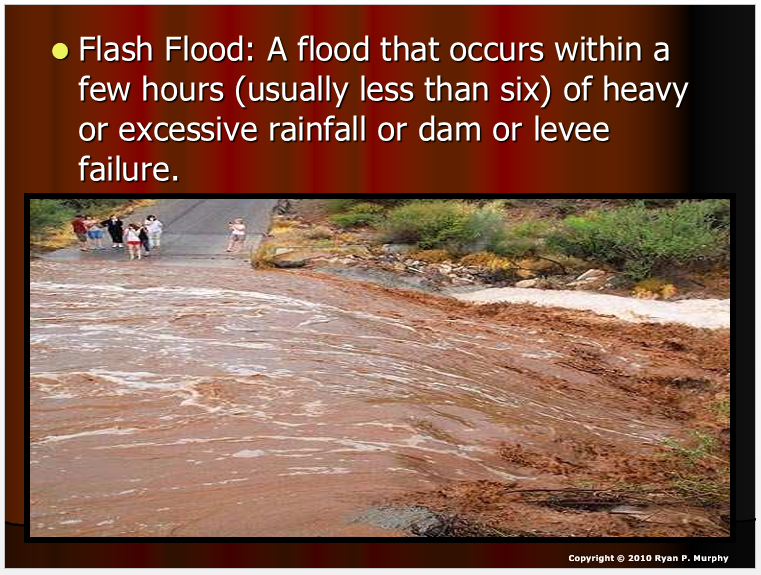 Flash Flood: A flood that occurs within a
few hours (usually less than six) of heavy
or excessive rainfall or dam or levee
failure.
Copyright © 2010 Ryan P. Murphy